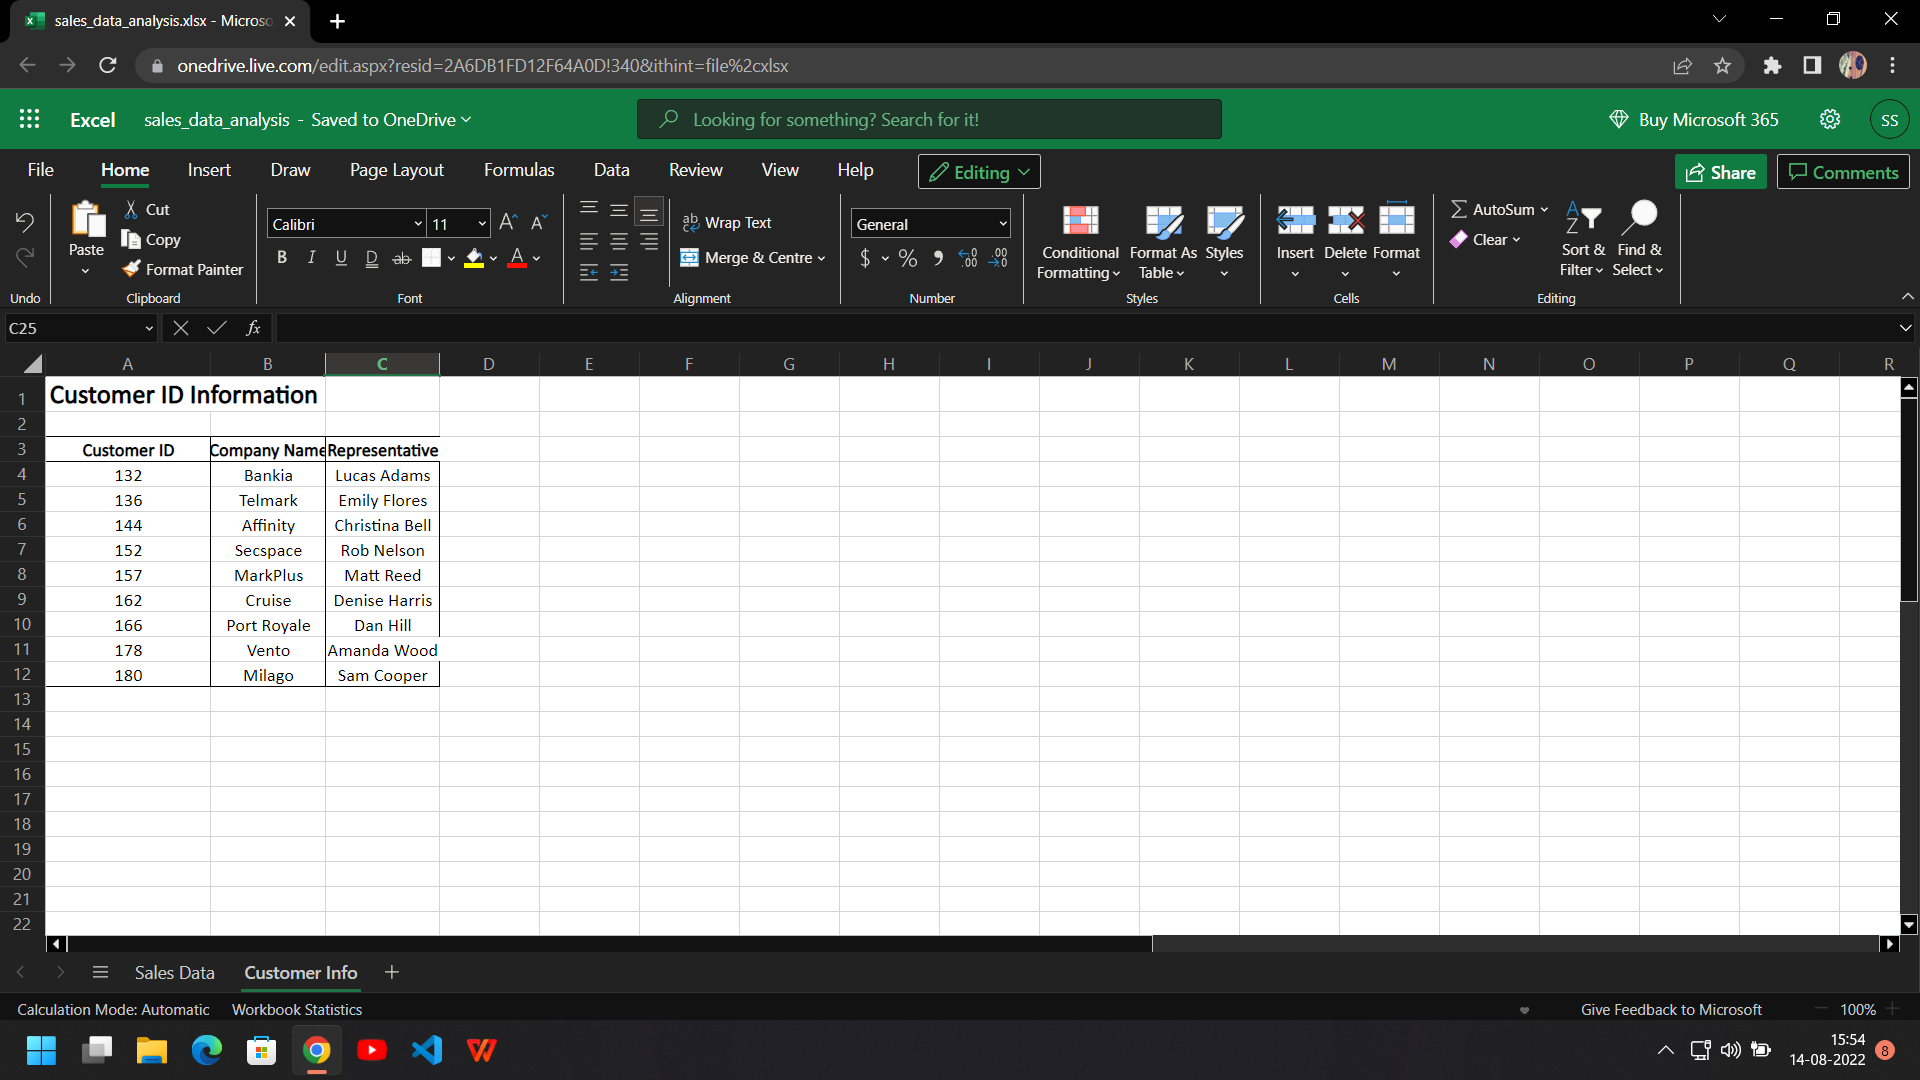 sales_data_analysis.xlsx - Microso
onedrive.live.com/edit.aspx?resid=2A6DB1FD12F64A0D!340&ithint=file%2cxlsx
Excel sales_data_analysis - Saved to OneDrive
Looking for something? Search for it!
Buy Microsoft 365
SS
File Home Insert Draw Page Layout Formulas Data Review View Help Editing Share Comments
Cut
Copy
Format Painter
Paste
Undo
Clipboard
Calibri 11
B I U D ab
Font
ab Wrap Text
Merge & Centre
Alignment
General
$ % 9 .00 .00
Number
Conditional Formatting
Format As Table
Styles
Styles
Insert Delete Format
Cells
AutoSum
Clear
Sort & Filter
Find & Select
Editing
C25 fx
A B C D E F G H I J K L M N O P Q R
1 Customer ID Information
2
3 Customer ID Company Name Representative
4 132 Bankia Lucas Adams
5 136 Telmark Emily Flores
6 144 Affinity Christina Bell
7 152 Secspace Rob Nelson
8 157 MarkPlus Matt Reed
9 162 Cruise Denise Harris
10 166 Port Royale Dan Hill
11 178 Vento Amanda Wood
12 180 Milago Sam Cooper
13
14
15
16
17
18
19
20
21
22
Sales Data Customer Info
Calculation Mode: Automatic Workbook Statistics
Give Feedback to Microsoft 100%
15:54
14-08-2022
8